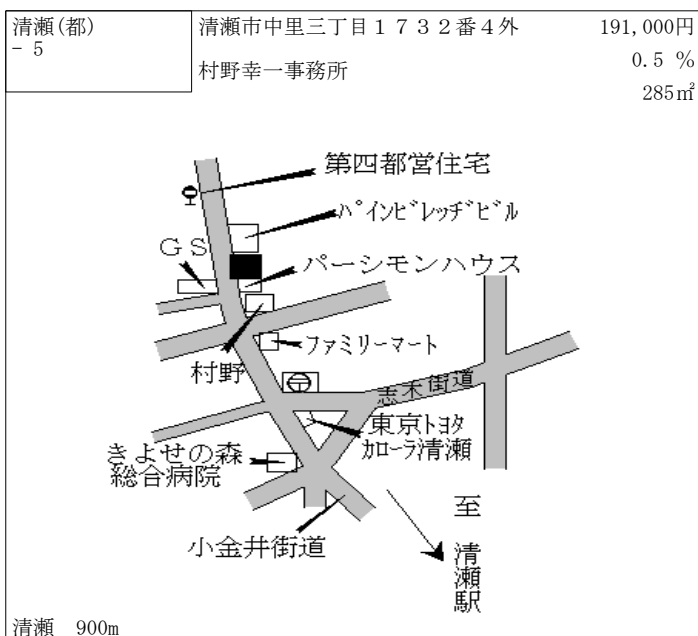 清瀬(都)
- 5
清瀬市中里三丁目１７３２番４外
191,000円
村野幸一事務所
0.5 %
285㎡
第四都営住宅
ﾊﾟｲﾝﾋﾞﾚｯﾁﾞﾋﾞﾙ
ＧＳ
パーシモンハウス
村野
ファミリーマート
志木街道
東京ﾄﾖﾀ
ｶﾛｰﾗ清瀬
きよせの森
総合病院
小金井街道
至 清瀬駅
清瀬　900m